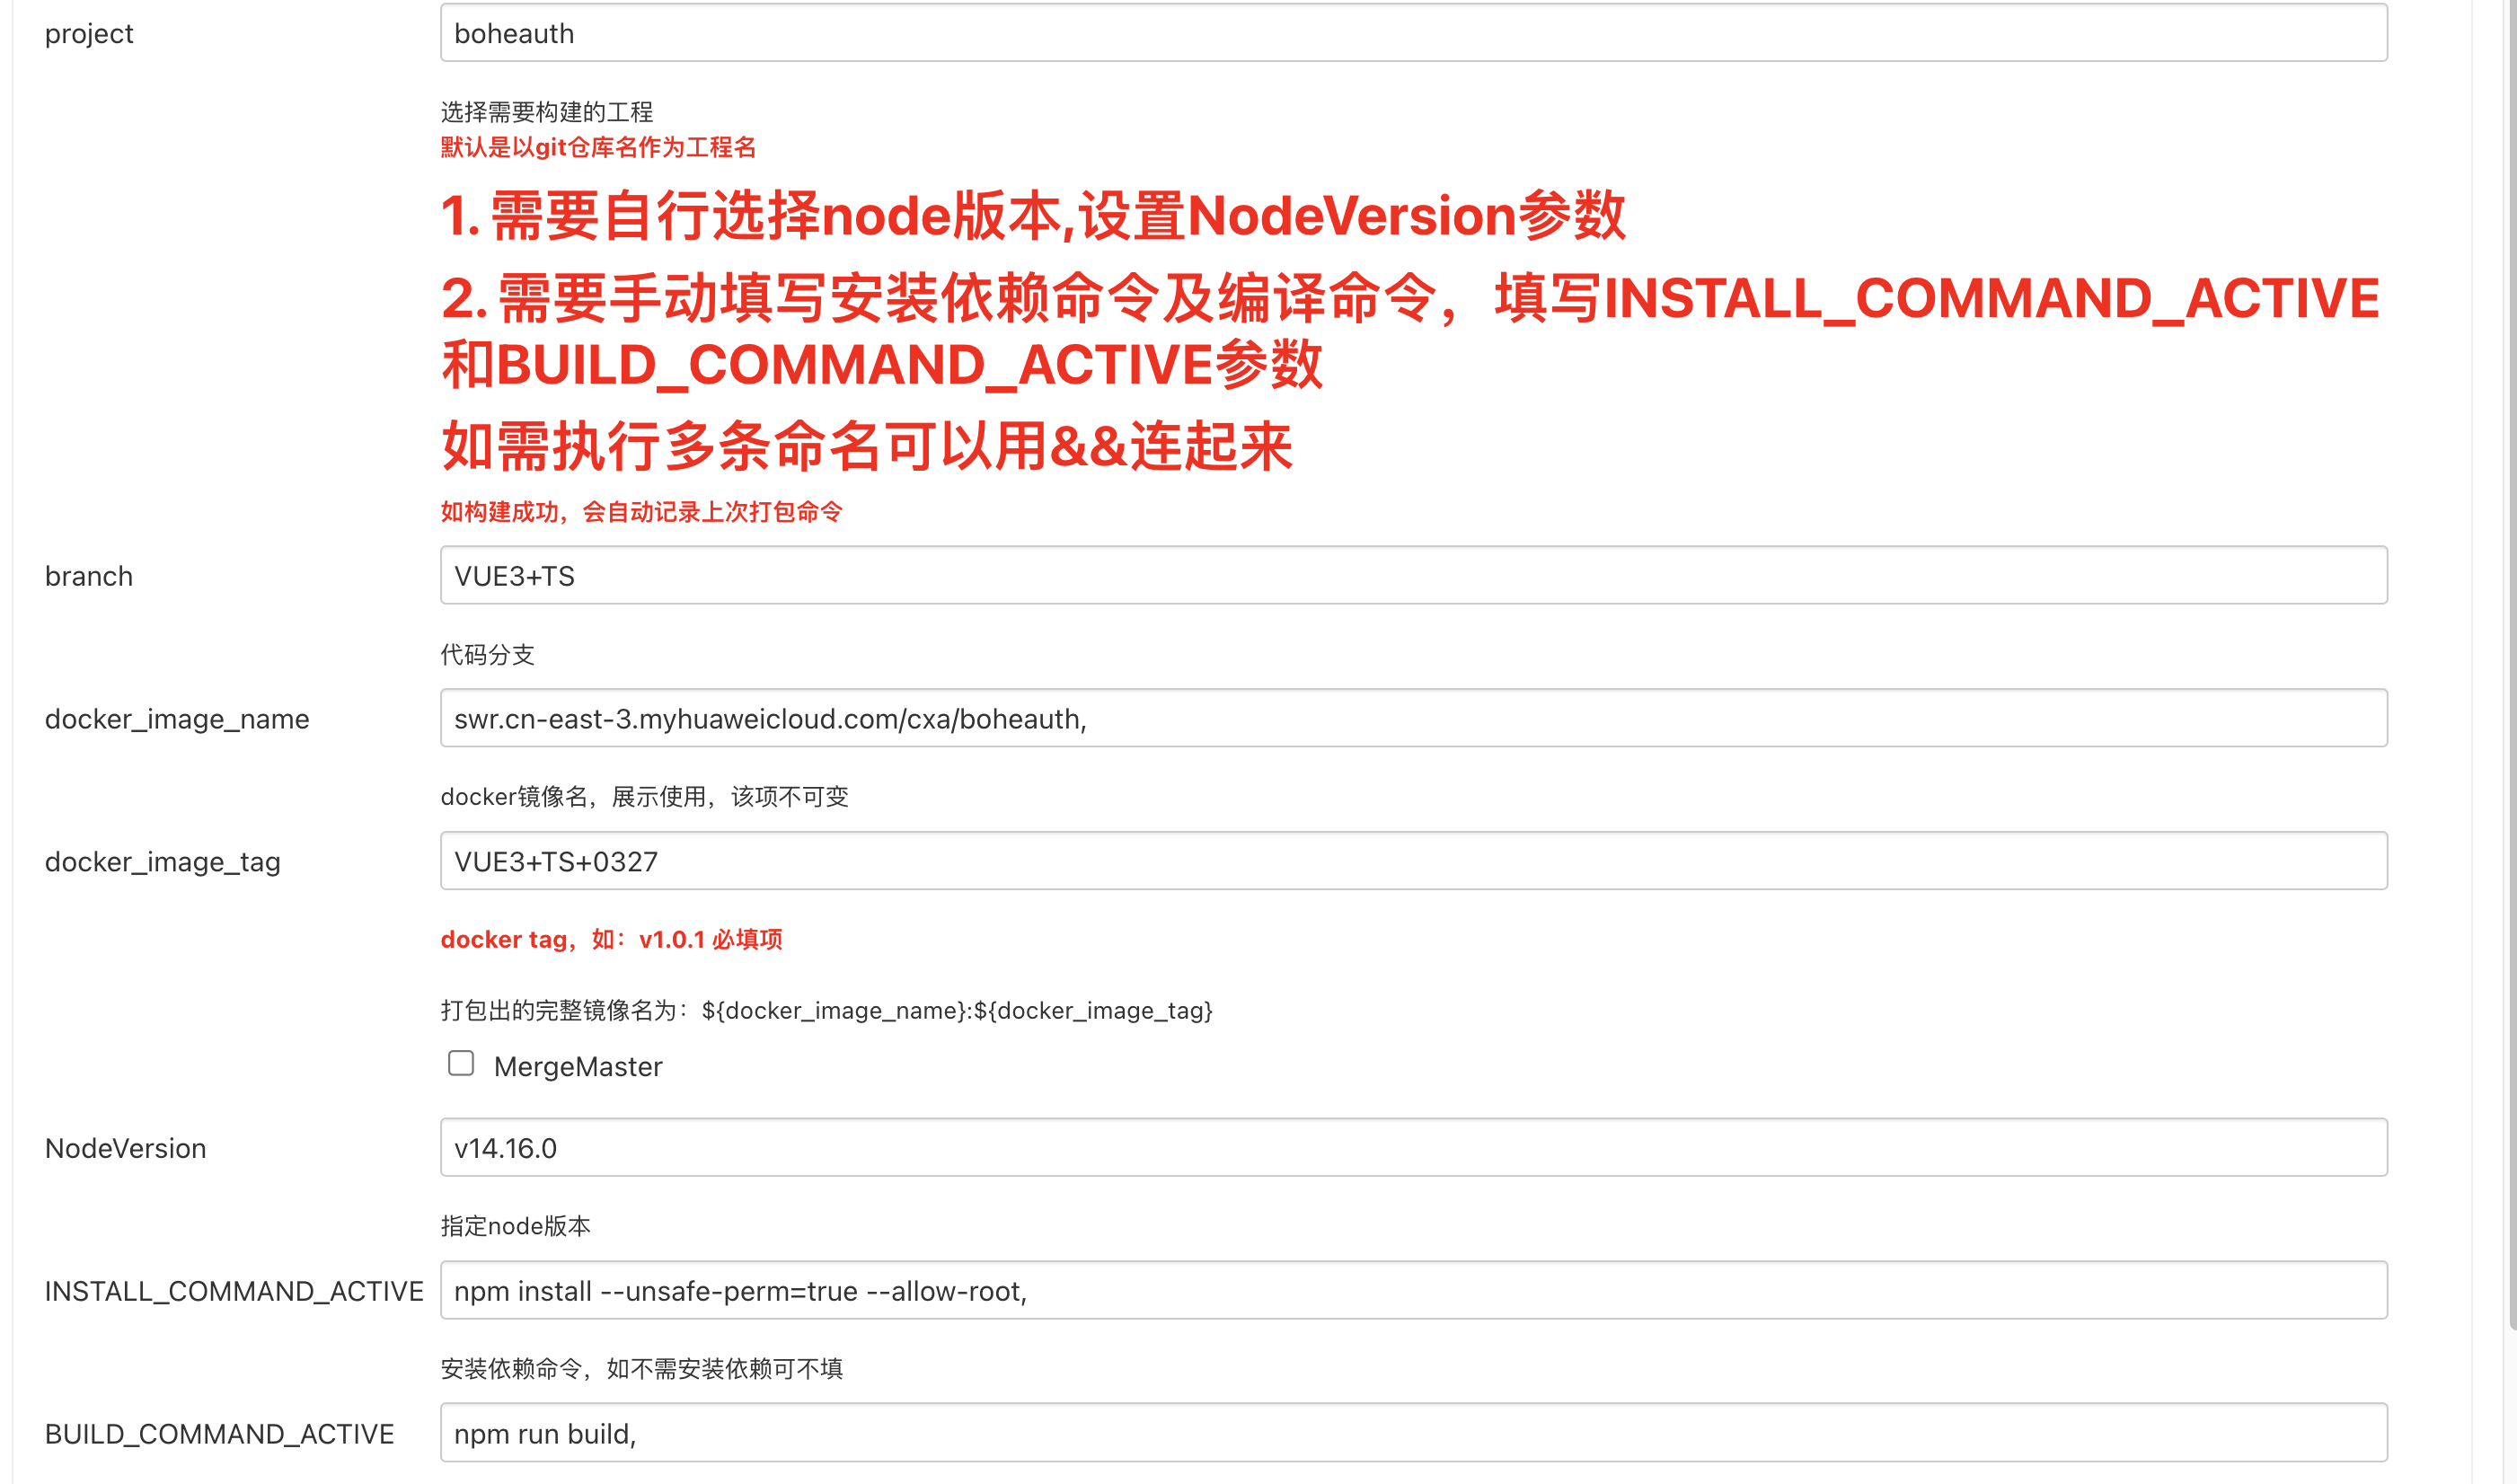 project
boheauth
选择需要构建的工程
默认是以git仓库名作为工程名
1. 需要自行选择node版本,设置NodeVersion参数
2. 需要手动填写安装依赖命令及编译命令，填写INSTALL_COMMAND_ACTIVE
和BUILD_COMMAND_ACTIVE参数
如需执行多条命名可以用&&连起来
如构建成功，会自动记录上次打包命令
branch
VUE3+TS
代码分支
docker_image_name
swr.cn-east-3.myhuaweicloud.com/cxa/boheauth,
docker镜像名，展示使用，该项不可变
docker_image_tag
VUE3+TS+0327
docker tag，如：v1.0.1 必填项
打包出的完整镜像名为：${docker_image_name}:${docker_image_tag}
MergeMaster
NodeVersion
v14.16.0
指定node版本
INSTALL_COMMAND_ACTIVE
npm install --unsafe-perm=true --allow-root,
安装依赖命令，如不需安装依赖可不填
BUILD_COMMAND_ACTIVE
npm run build,